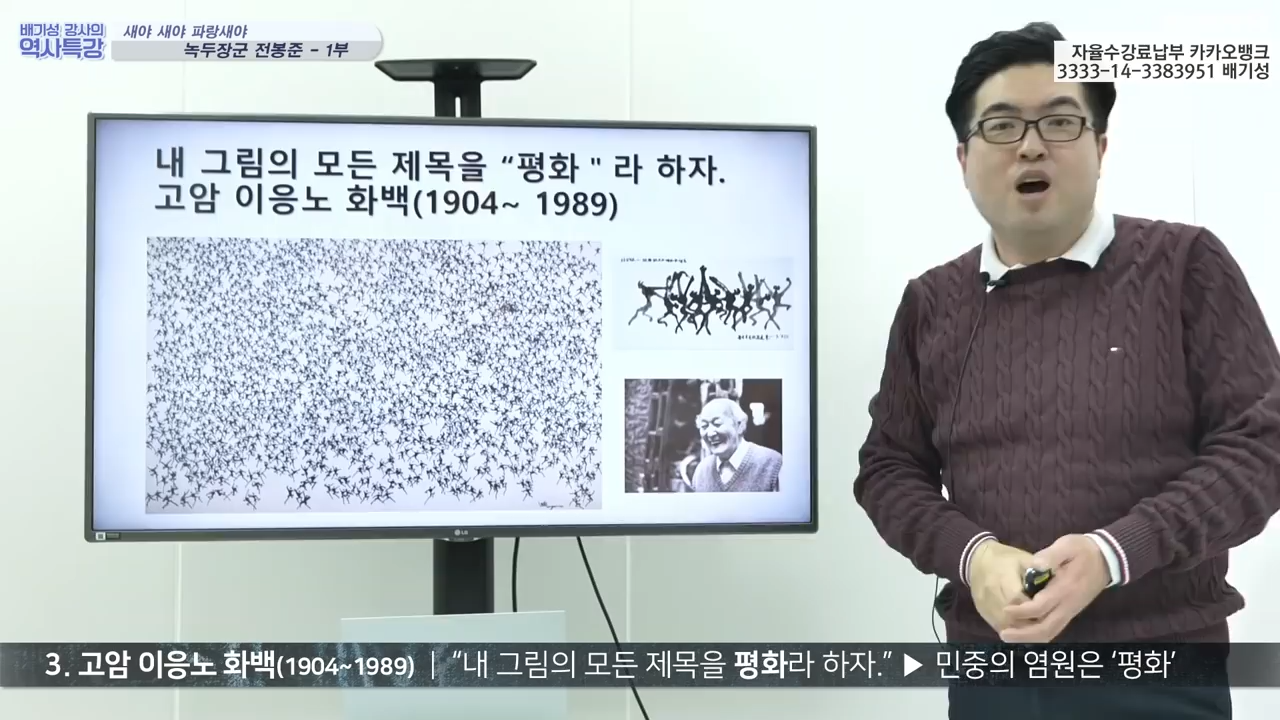 배기성 강사의
역사특강
새야 새야 파랑새야
녹두장군 전봉준 - 1부
자율수강료납부 카카오뱅크
3333-14-3383951 배기성
내 그림의 모든 제목을 “평화"라 하자.
고암 이응노 화백(1904~ 1989)
LG
3. 고암 이응노 화백(1904~1989) | “내 그림의 모든 제목을 평화라 하자.” ▶ 민중의 염원은 ‘평화’